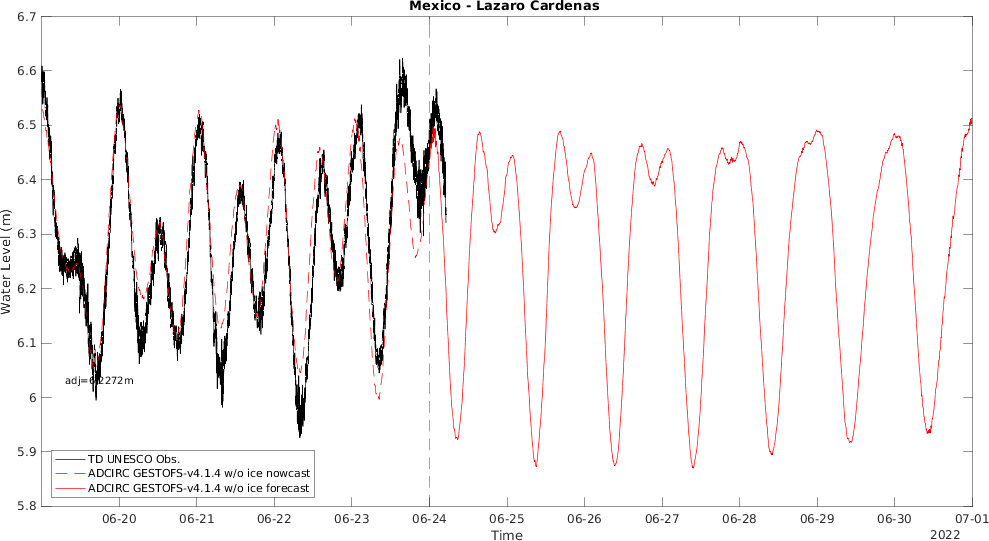 Mexico - Lazaro Cardenas
Water Level (m)
6.7
6.6
6.5
6.4
6.3
6.2
6.1
6
5.9
5.8
adj=6.2272m
TD UNESCO Obs.
ADCIRC GESTOFS-v4.1.4 w/o ice nowcast
ADCIRC GESTOFS-v4.1.4 w/o ice forecast
06-20 06-21 06-22 06-23 06-24 06-25 06-26 06-27 06-28 06-29 06-30 07-01
Time
2022